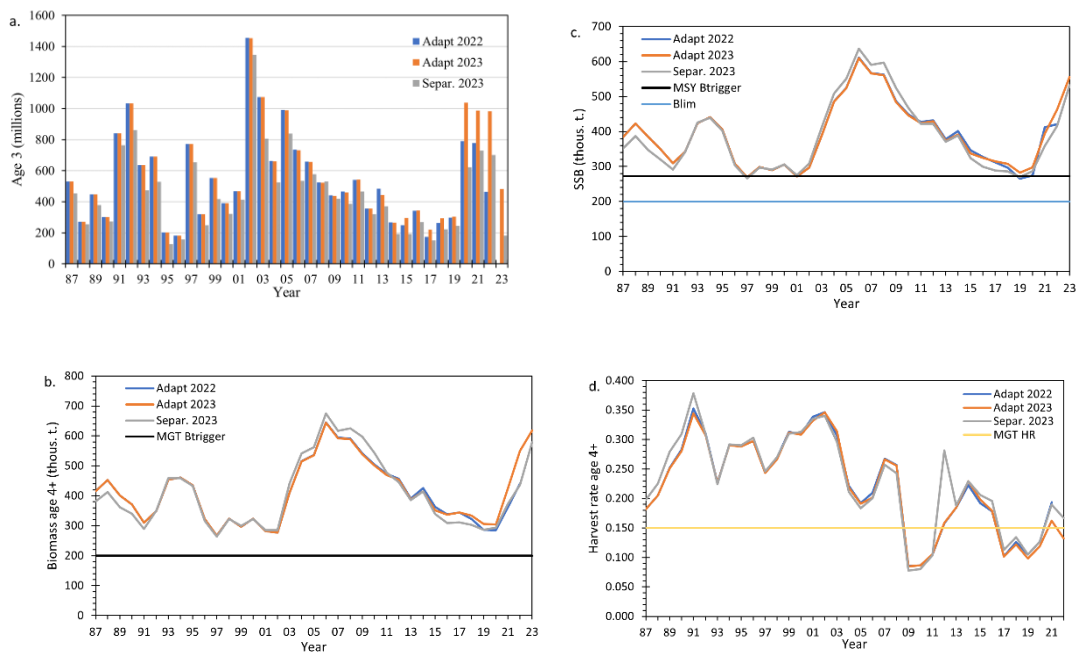 a.
Age 3 (millions)
1600
1400
1200
1000
800
600
400
200
0
Adapt 2022
Adapt 2023
Separ. 2023
87 89 91 93 95 97 99 01 03 05 07 09 11 13 15 17 19 21 23
Year
c.
SSB (thous. t.)
700
600
500
400
300
200
100
0
Adapt 2022
Adapt 2023
Separ. 2023
MSY Btrigger
Blim
87 89 91 93 95 97 99 01 03 05 07 09 11 13 15 17 19 21 23
Year
b.
Biomass age 4+ (thous. t.)
800
700
600
500
400
300
200
100
0
Adapt 2022
Adapt 2023
Separ. 2023
MGT Btrigger
87 89 91 93 95 97 99 01 03 05 07 09 11 13 15 17 19 21 23
Year
d.
Harvest rate age 4+
0.400
0.350
0.300
0.250
0.200
0.150
0.100
0.050
0.000
Adapt 2022
Adapt 2023
Separ. 2023
MGT HR
87 89 91 93 95 97 99 01 03 05 07 09 11 13 15 17 19 21
Year